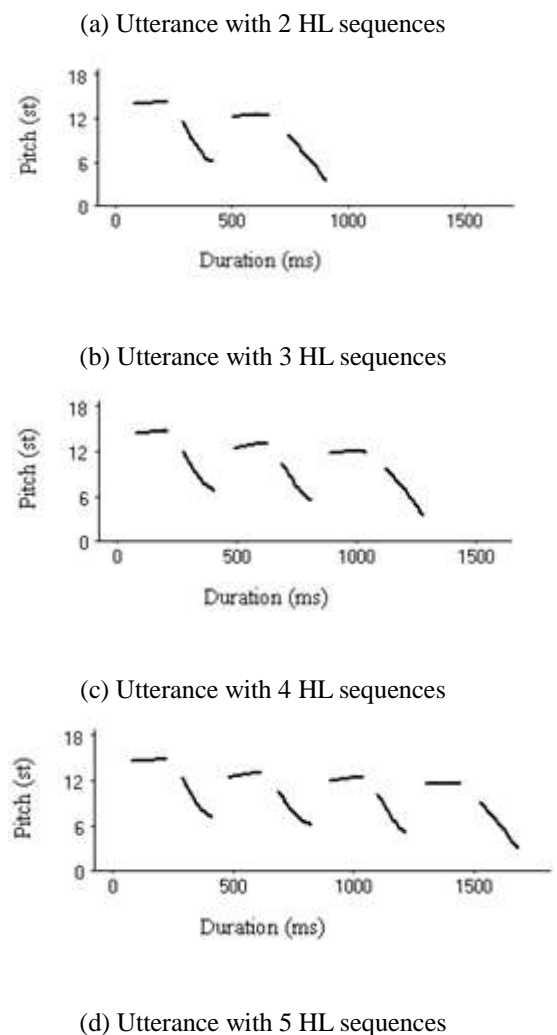 (a) Utterance with 2 HL sequences
18
12
6
0
Pitch (st)
0 500 1000 1500
Duration (ms)
(b) Utterance with 3 HL sequences
18
12
6
0
Pitch (st)
0 500 1000 1500
Duration (ms)
(c) Utterance with 4 HL sequences
18
12
6
0
Pitch (st)
0 500 1000 1500
Duration (ms)
(d) Utterance with 5 HL sequences